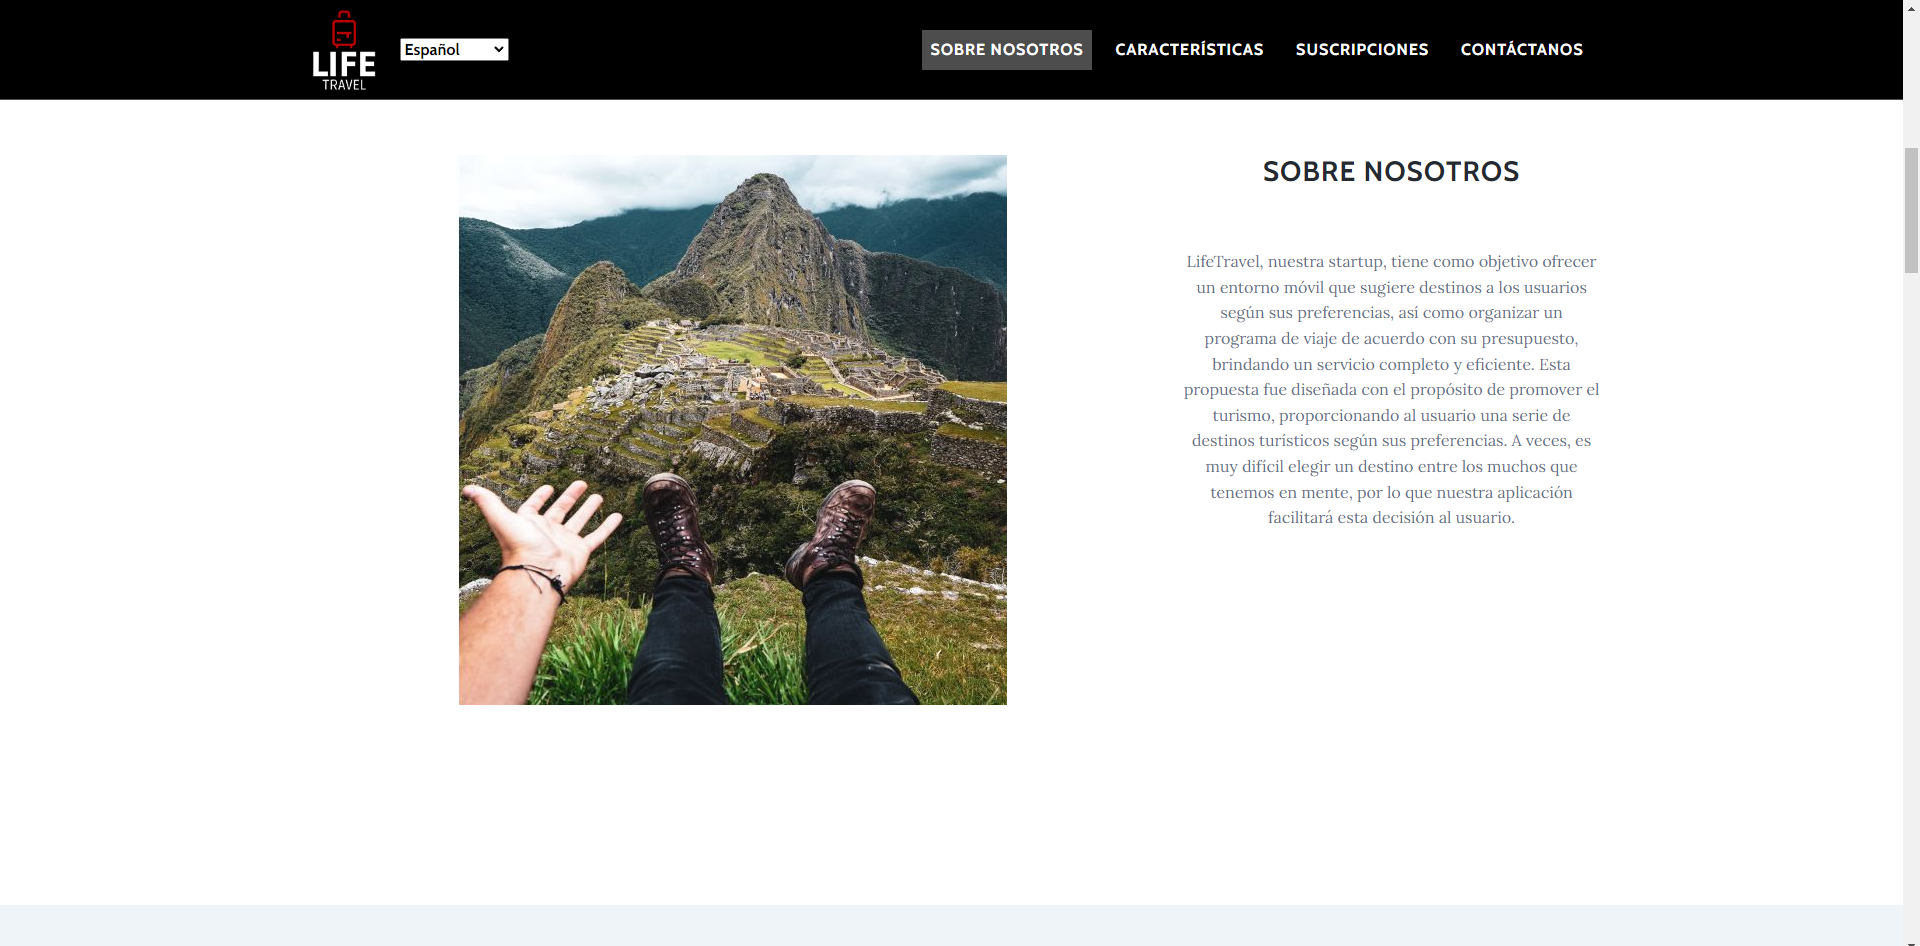 LIFE
TRAVEL
Español
SOBRE NOSOTROS
CARACTERÍSTICAS
SUSCRIPCIONES
CONTÁCTANOS
SOBRE NOSOTROS
LifeTravel, nuestra startup, tiene como objetivo ofrecer
un entorno móvil que sugiere destinos a los usuarios
según sus preferencias, así como organizar un
programa de viaje de acuerdo con su presupuesto,
brindando un servicio completo y eficiente. Esta
propuesta fue diseñada con el propósito de promover el
turismo, proporcionando al usuario una serie de
destinos turísticos según sus preferencias. A veces, es
muy difícil elegir un destino entre los muchos que
tenemos en mente, por lo que nuestra aplicación
facilitará esta decisión al usuario.